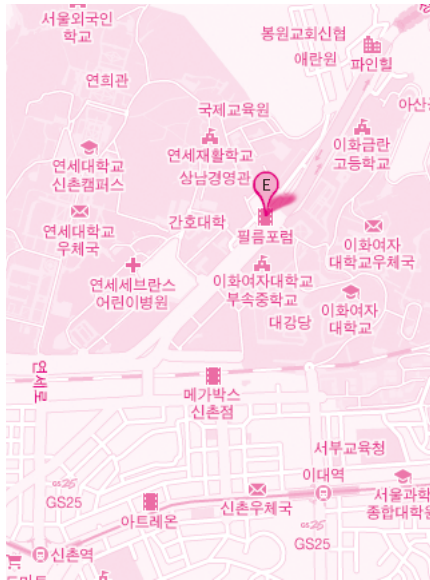 서울외국인
학교
봉원교회신협
애란원
파인힐
연희관
국제교육원
아산
이화금란
고등학교
연세재활학교
상남경영관
연세대학교
신촌캠퍼스
E
간호대학
필름포럼
연세대학교
우체국
이화여자
대학교우체국
연세세브란스
어린이병원
이화여자대학교
부속중학교
이화여자
대학교
대강당
연세로
메가박스
신촌점
서부교육청
이대역
GS25
GS25
신촌우체국
서울과학
종합대학원
아트레온
GS25
GS25
신촌역
마트